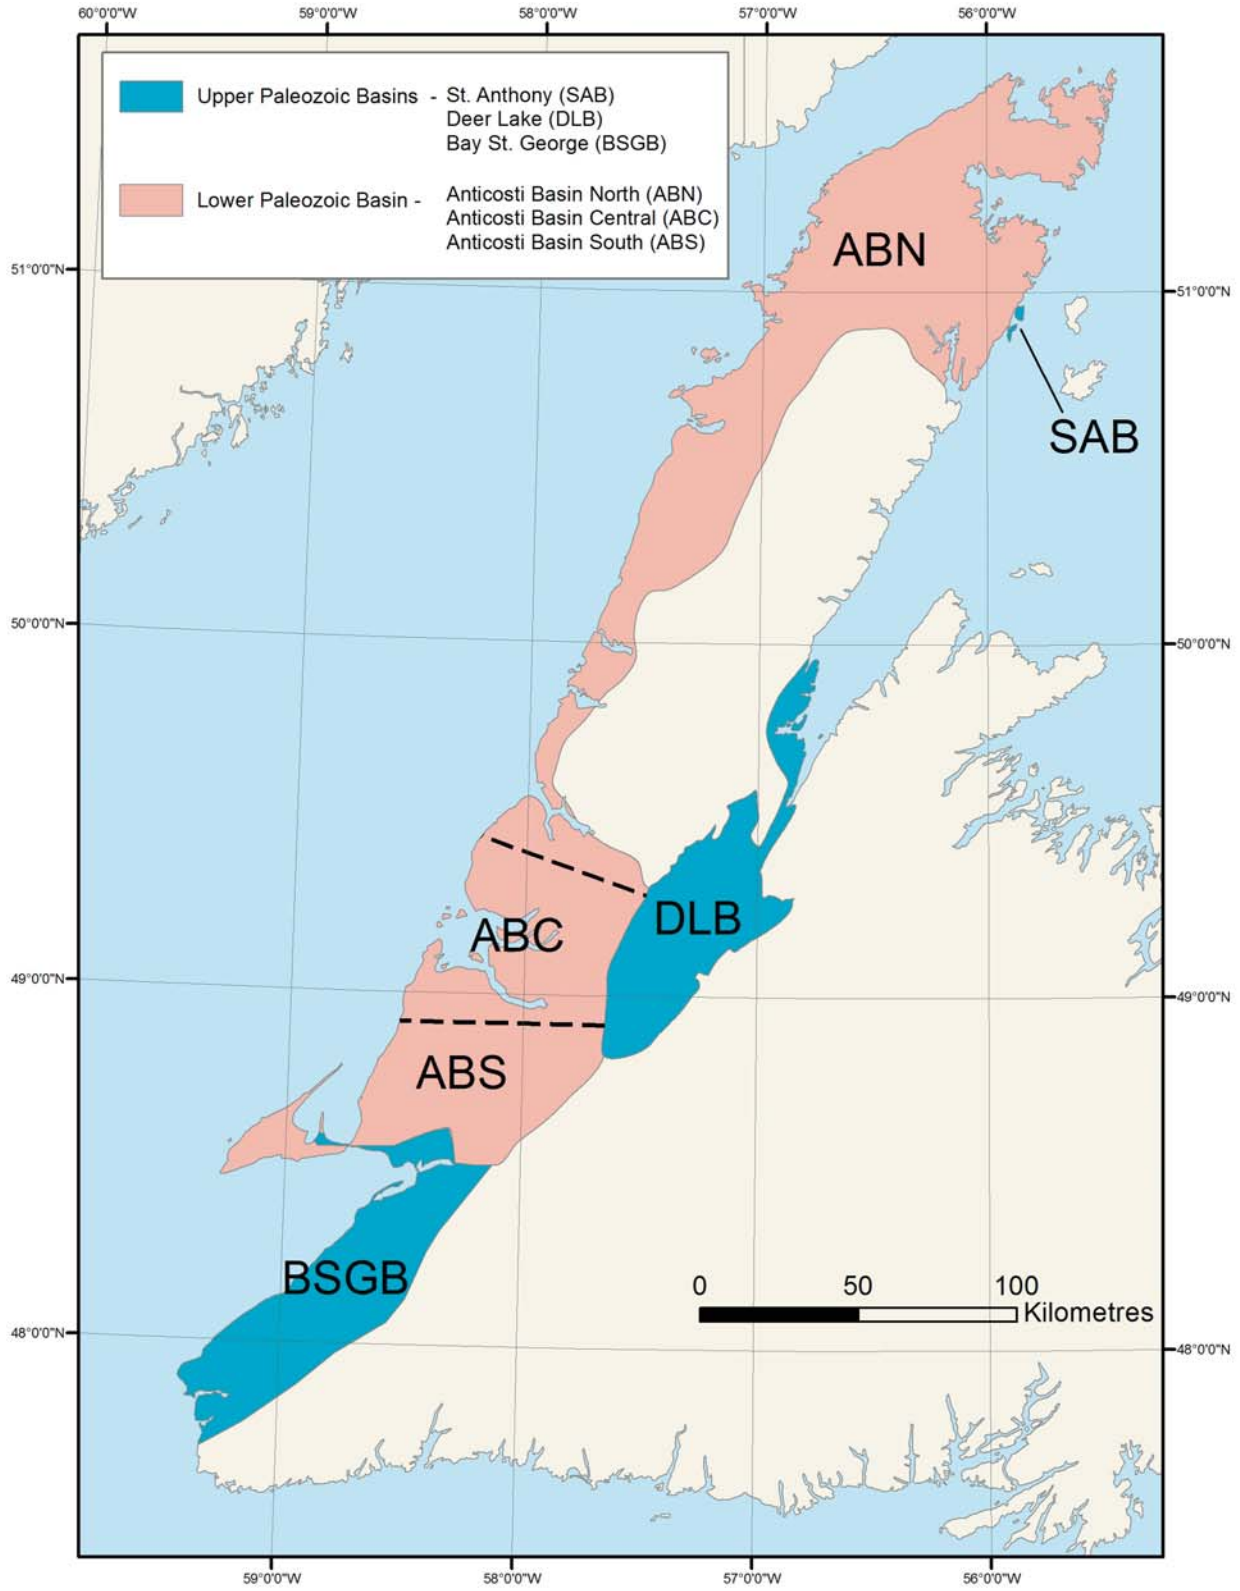 60°0'0"W 59°0'0"W 58°0'0"W 57°0'0"W 56°0'0"W
Upper Paleozoic Basins - St. Anthony (SAB)
Deer Lake (DLB)
Bay St. George (BSGB)
Lower Paleozoic Basin - Anticosti Basin North (ABN)
Anticosti Basin Central (ABC)
Anticosti Basin South (ABS)
ABN
51°0'0"N
51°0'0"N
SAB
50°0'0"N
50°0'0"N
DLB
ABC
49°0'0"N
49°0'0"N
ABS
BSGB
0 50 100
Kilometres
48°0'0"N
48°0'0"N
59°0'0"W 58°0'0"W 57°0'0"W 56°0'0"W